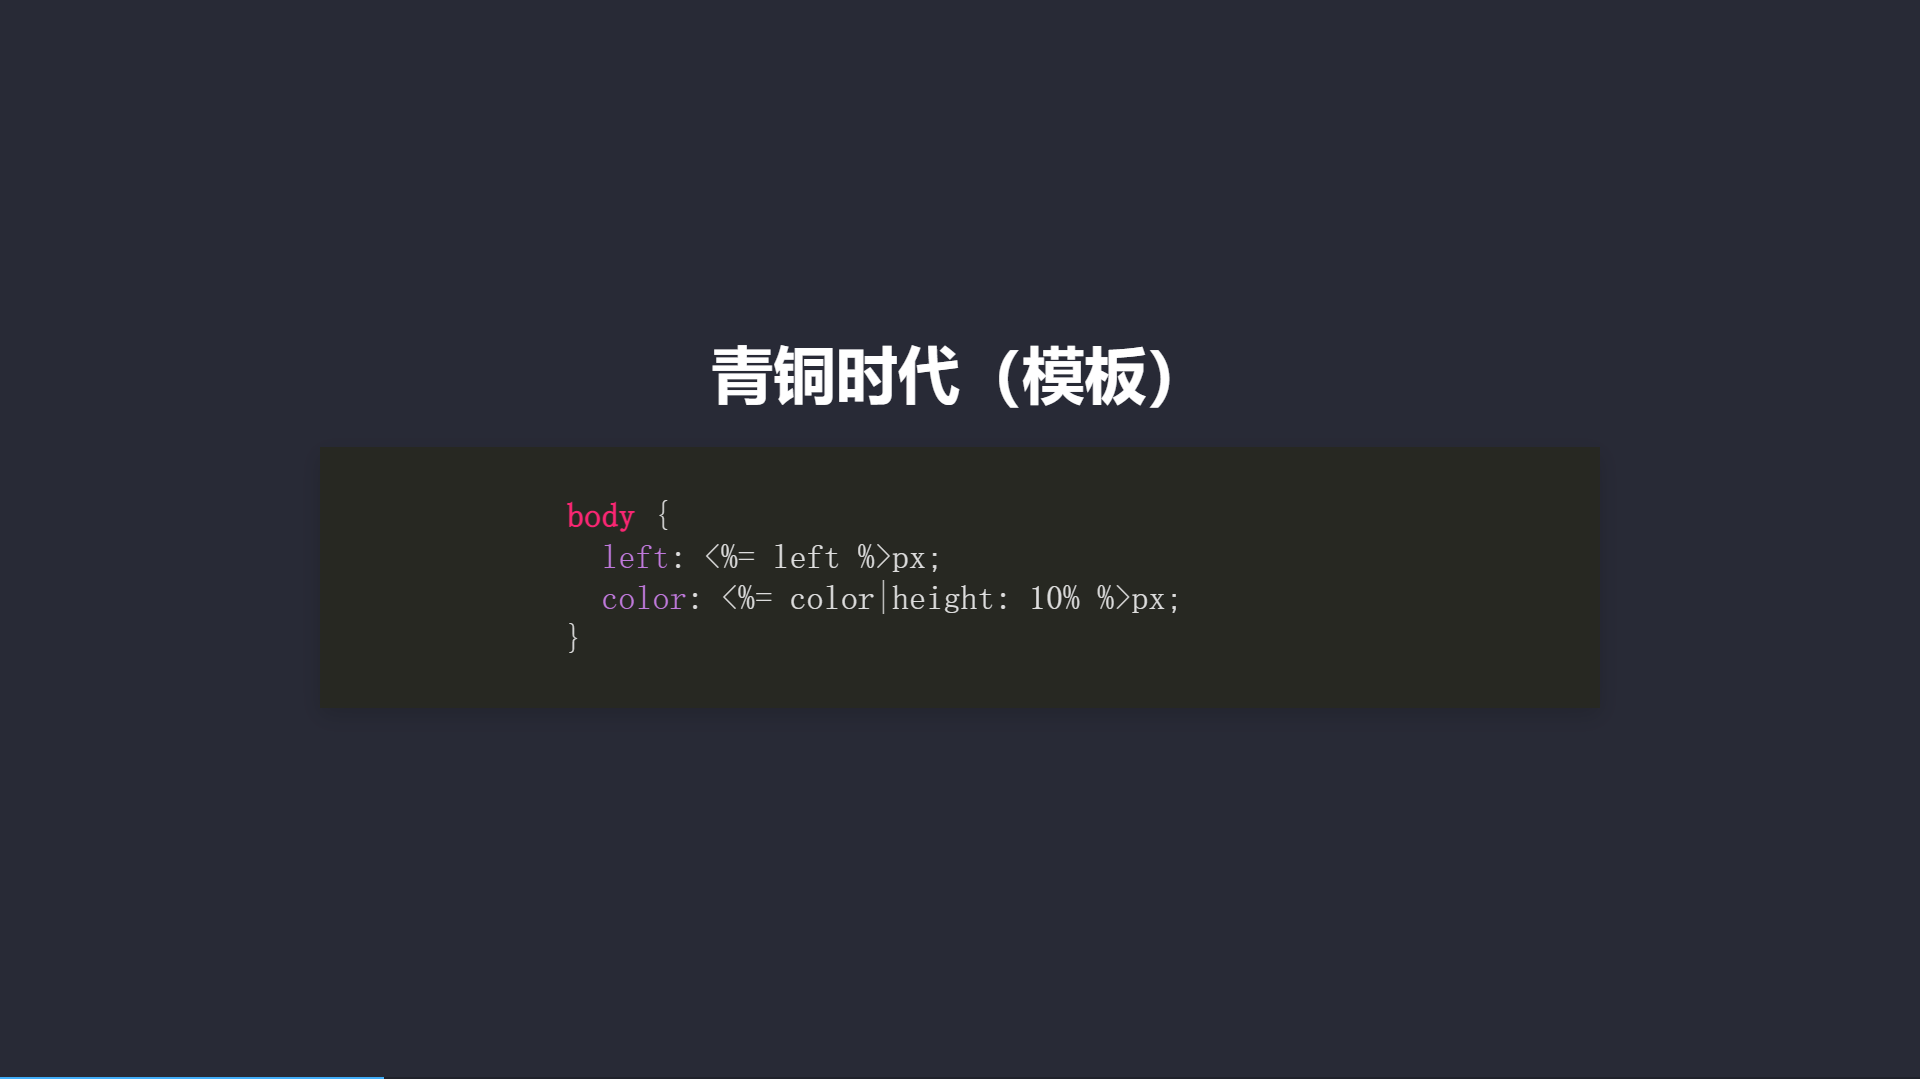 青铜时代（模板）
body {
  left: <%= left %>px;
  color: <%= color|height: 10% %>px;
}